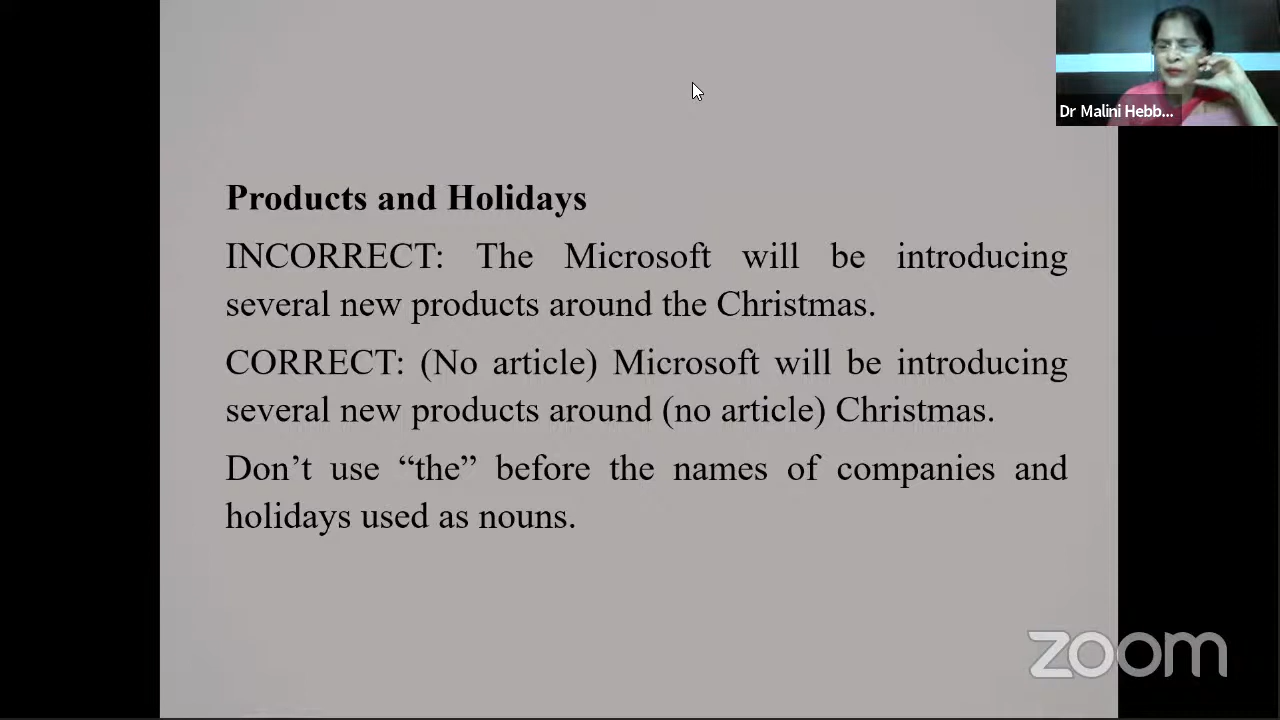 Dr Malini Hebb...
Products and Holidays
INCORRECT: The Microsoft will be introducing
several new products around the Christmas.
CORRECT: (No article) Microsoft will be introducing
several new products around (no article) Christmas.
Don’t use “the” before the names of companies and
holidays used as nouns.
zoom